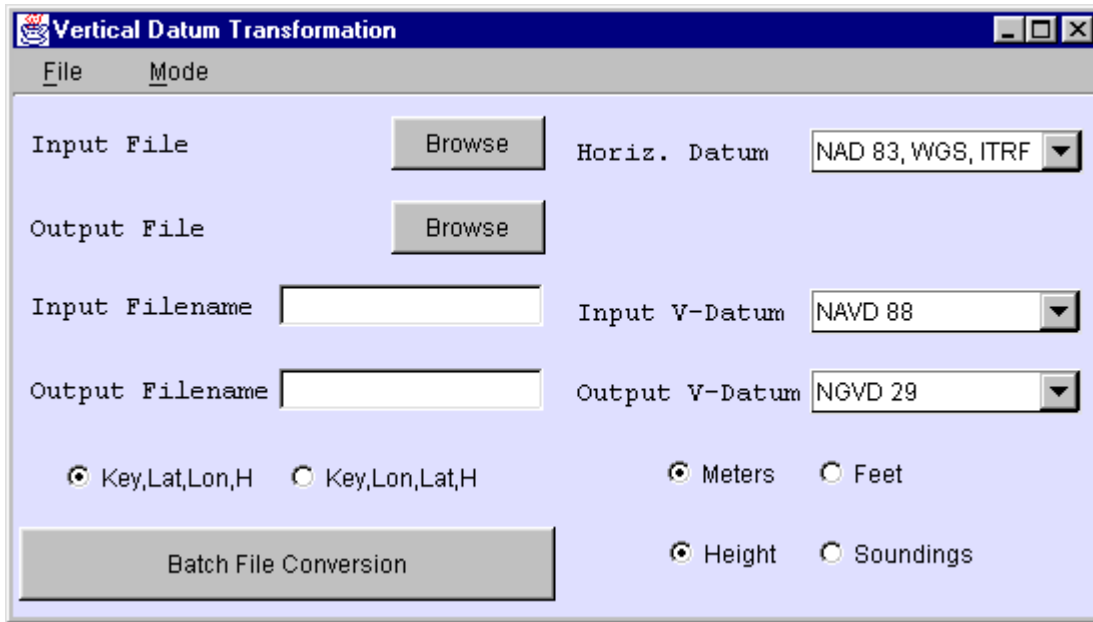 Vertical Datum Transformation
File Mode
Input File Browse Horiz. Datum NAD 83, WGS, ITRF
Output File Browse
Input Filename Input V-Datum NAVD 88
Output Filename Output V-Datum NGVD 29
Key,Lat,Lon,H Key,Lon,Lat,H Meters Feet
Batch File Conversion Height Soundings